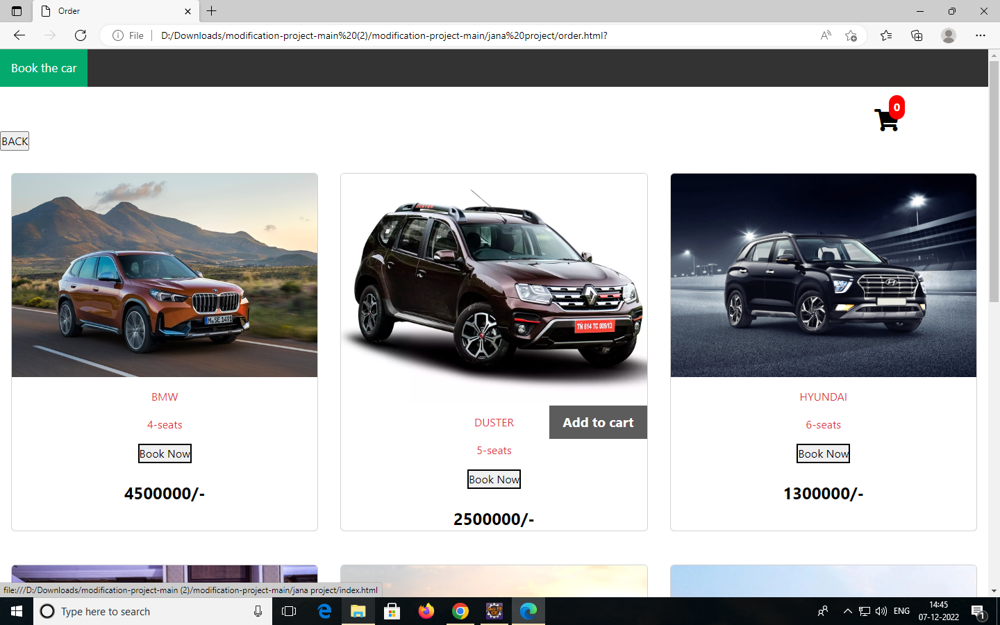 Order
File
D:/Downloads/modification-project-main%20(2)/modification-project-main/jana%20project/order.html?
Book the car
0
BACK
DUSTER
M·SE 1491
TN 614 TC 009/13
BMW
4-seats
Book Now
4500000/-
DUSTER
Add to cart
5-seats
Book Now
2500000/-
HYUNDAI
6-seats
Book Now
1300000/-
file:///D:/Downloads/modification-project-main (2)/modification-project-main/jana project/index.html
Type here to search
ENG
14:45
07-12-2022
1